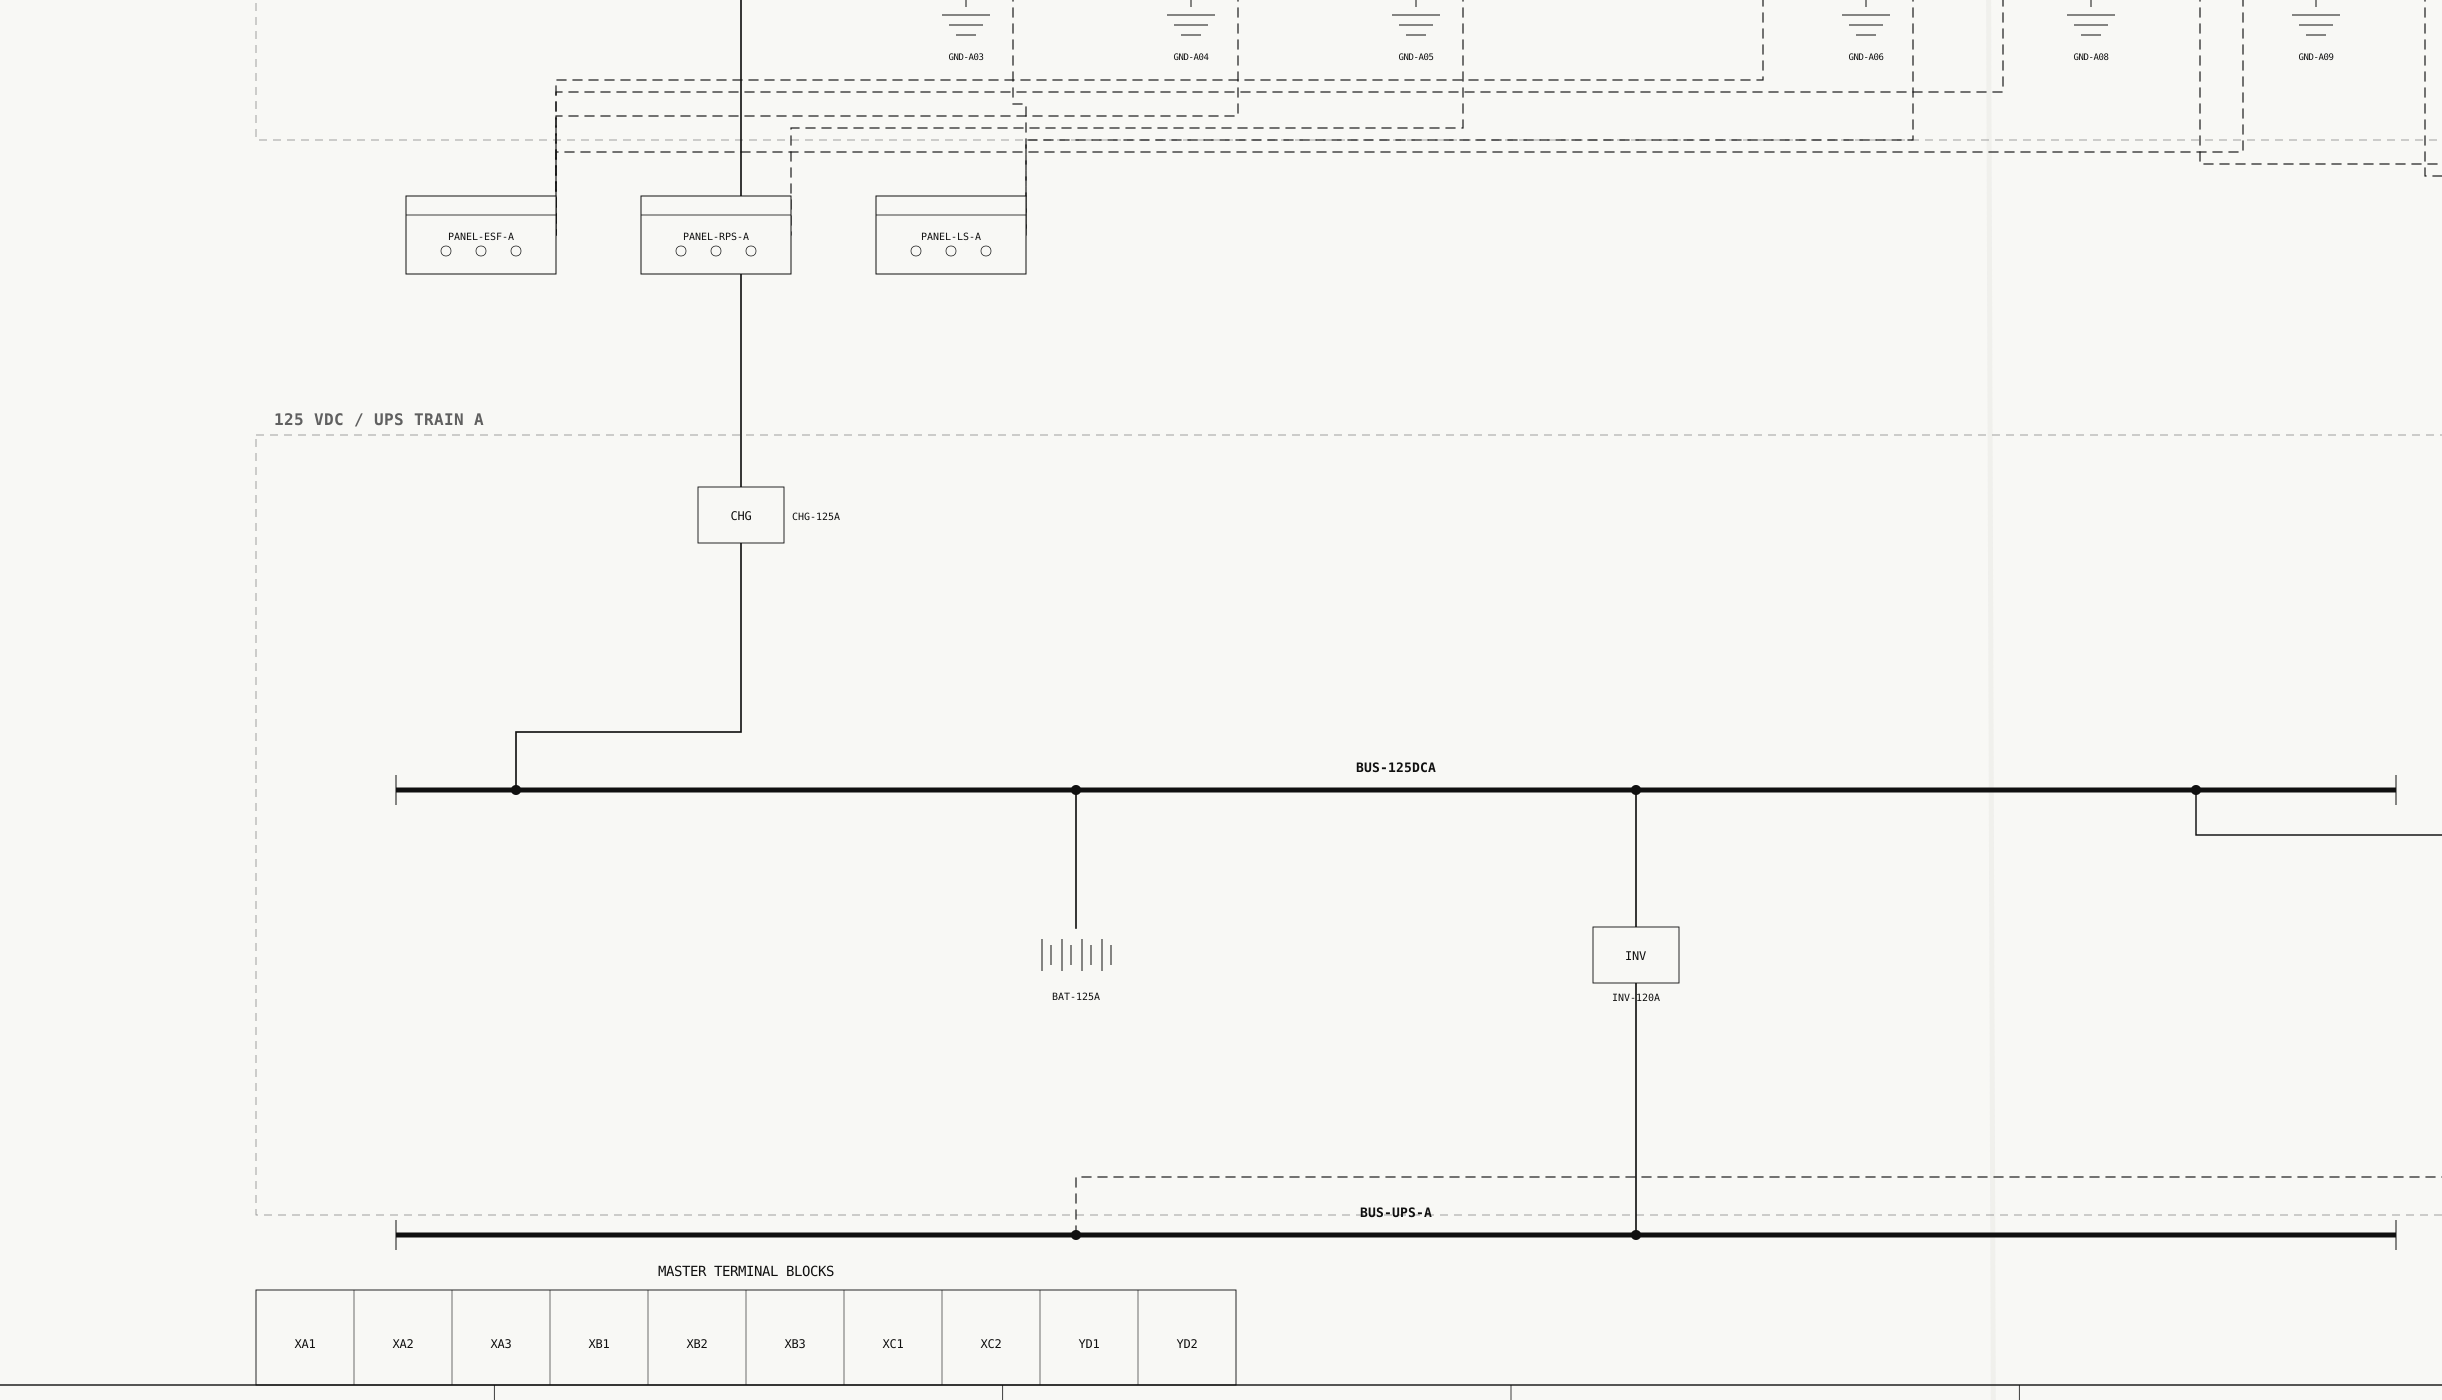 GND-A03
GND-A04
GND-A05
GND-A06
GND-A08
GND-A09
PANEL-ESF-A
PANEL-RPS-A
PANEL-LS-A
125 VDC / UPS TRAIN A
CHG
CHG-125A
BUS-125DCA
INV
BAT-125A
INV-120A
BUS-UPS-A
MASTER TERMINAL BLOCKS
XA1
XA2
XA3
XB1
XB2
XB3
XC1
XC2
YD1
YD2